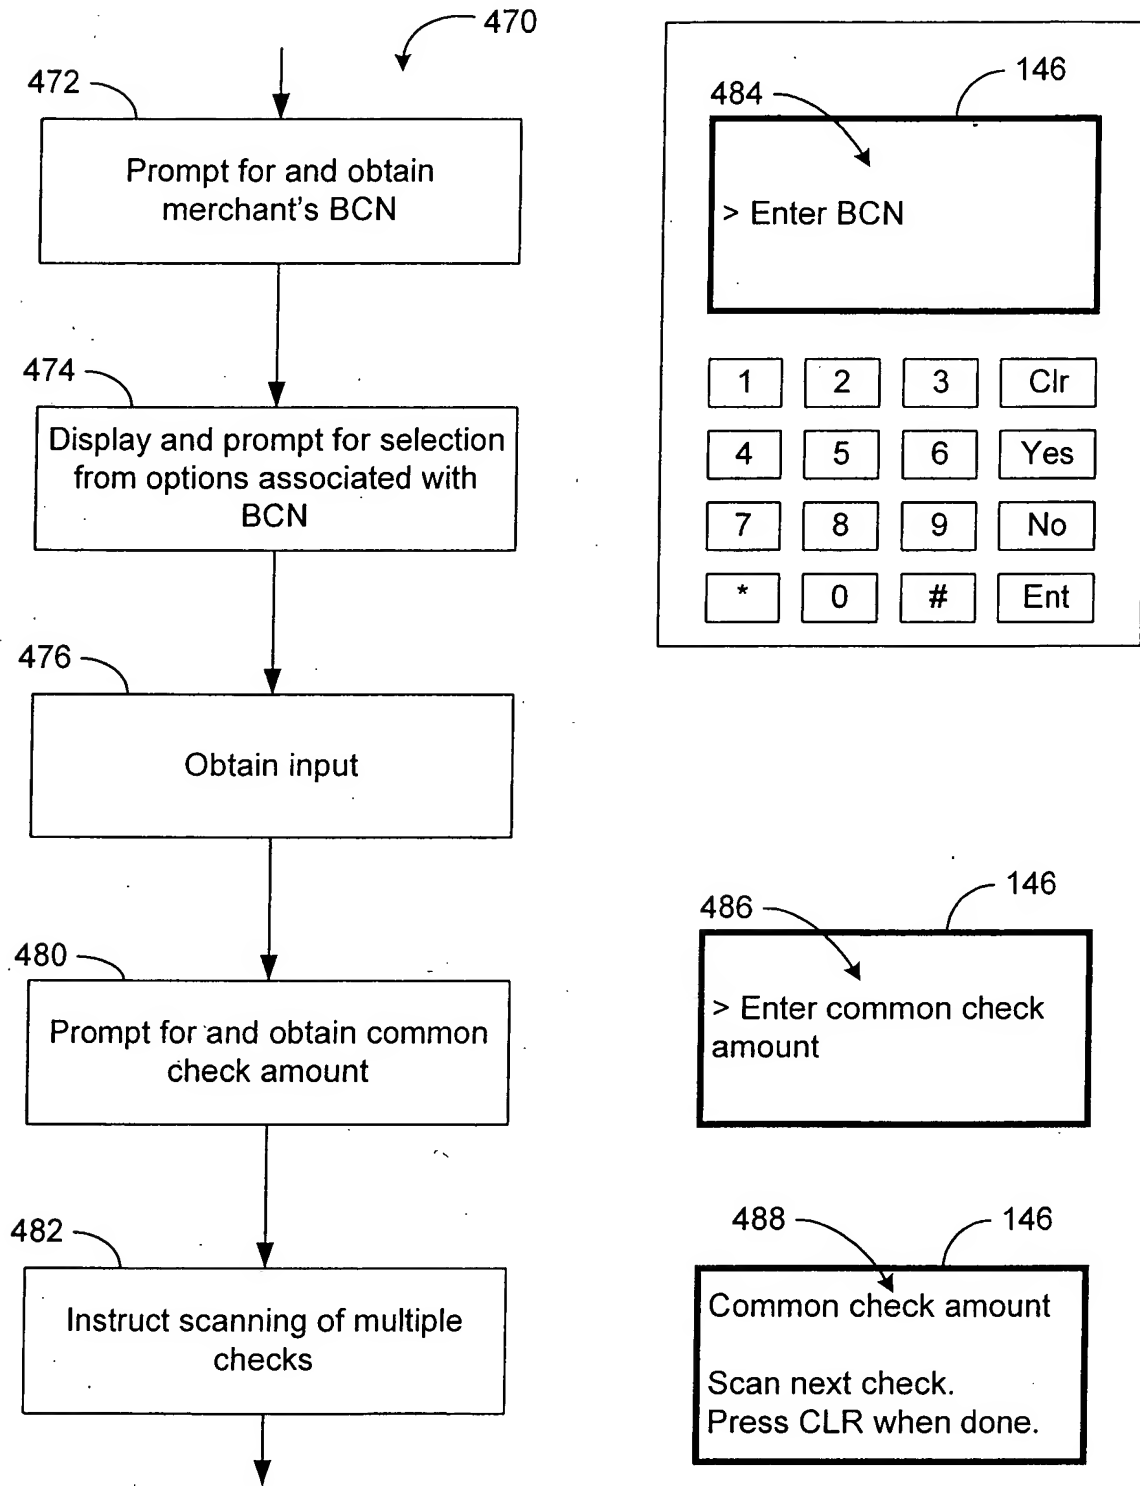 470
472
Prompt for and obtain
merchant's BCN
474
Display and prompt for selection
from options associated with
BCN
476
Obtain input
480
Prompt for and obtain common
check amount
482
Instruct scanning of multiple
checks
146
484
> Enter BCN
1 2 3 Clr
4 5 6 Yes
7 8 9 No
* 0 # Ent
146
486
> Enter common check
amount
488
146
Common check amount
Scan next check.
Press CLR when done.